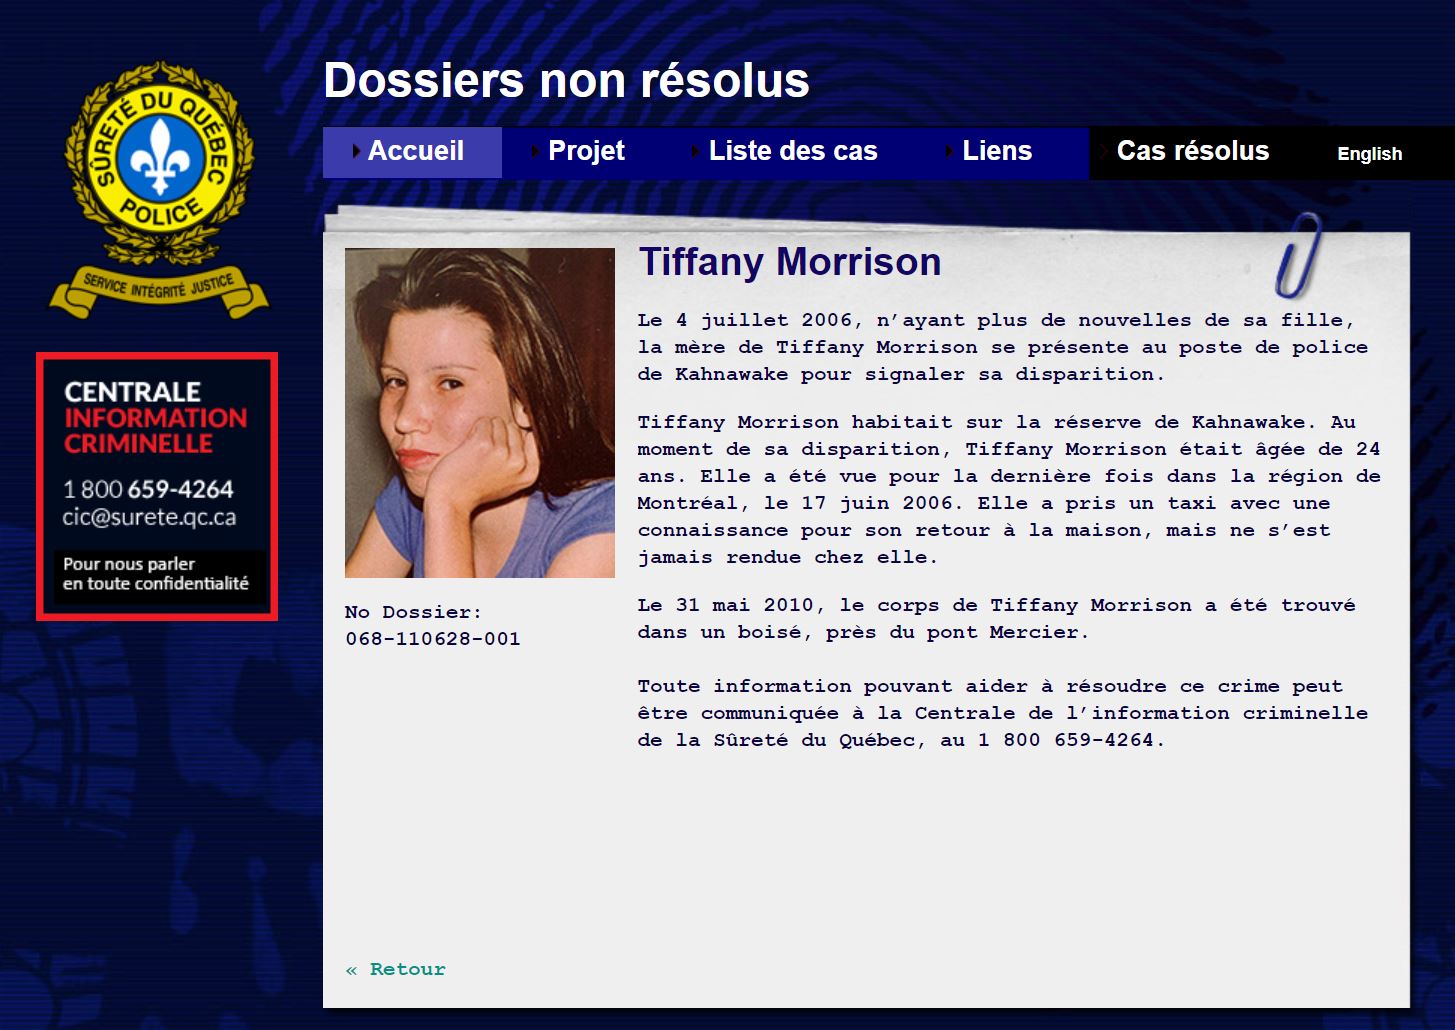 SÛRETÉ DU QUÉBEC
POLICE
SERVICE INTÉGRITÉ JUSTICE
CENTRALE
INFORMATION
CRIMINELLE
1 800 659-4264
cic@surete.qc.ca
Pour nous parler
en toute confidentialité
Dossiers non résolus
Accueil
Projet
Liste des cas
Liens
Cas résolus
English
No Dossier:
068-110628-001
Tiffany Morrison
Le 4 juillet 2006, n’ayant plus de nouvelles de sa fille,
la mère de Tiffany Morrison se présente au poste de police
de Kahnawake pour signaler sa disparition.
Tiffany Morrison habitait sur la réserve de Kahnawake. Au
moment de sa disparition, Tiffany Morrison était âgée de 24
ans. Elle a été vue pour la dernière fois dans la région de
Montréal, le 17 juin 2006. Elle a pris un taxi avec une
connaissance pour son retour à la maison, mais ne s’est
jamais rendue chez elle.
Le 31 mai 2010, le corps de Tiffany Morrison a été trouvé
dans un boisé, près du pont Mercier.
Toute information pouvant aider à résoudre ce crime peut
être communiquée à la Centrale de l’information criminelle
de la Sûreté du Québec, au 1 800 659-4264.
« Retour